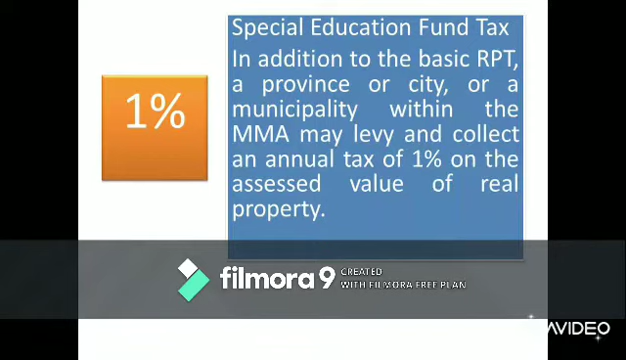 Special Education Fund Tax
In addition to the basic RPT,
a province or city, or a
municipality within the
MMA may levy and collect
an annual tax of 1% on the
assessed value of real
property.
1%
filmora 9 CREATED
WITH FILMORA FREE PLAN
AVIDEO